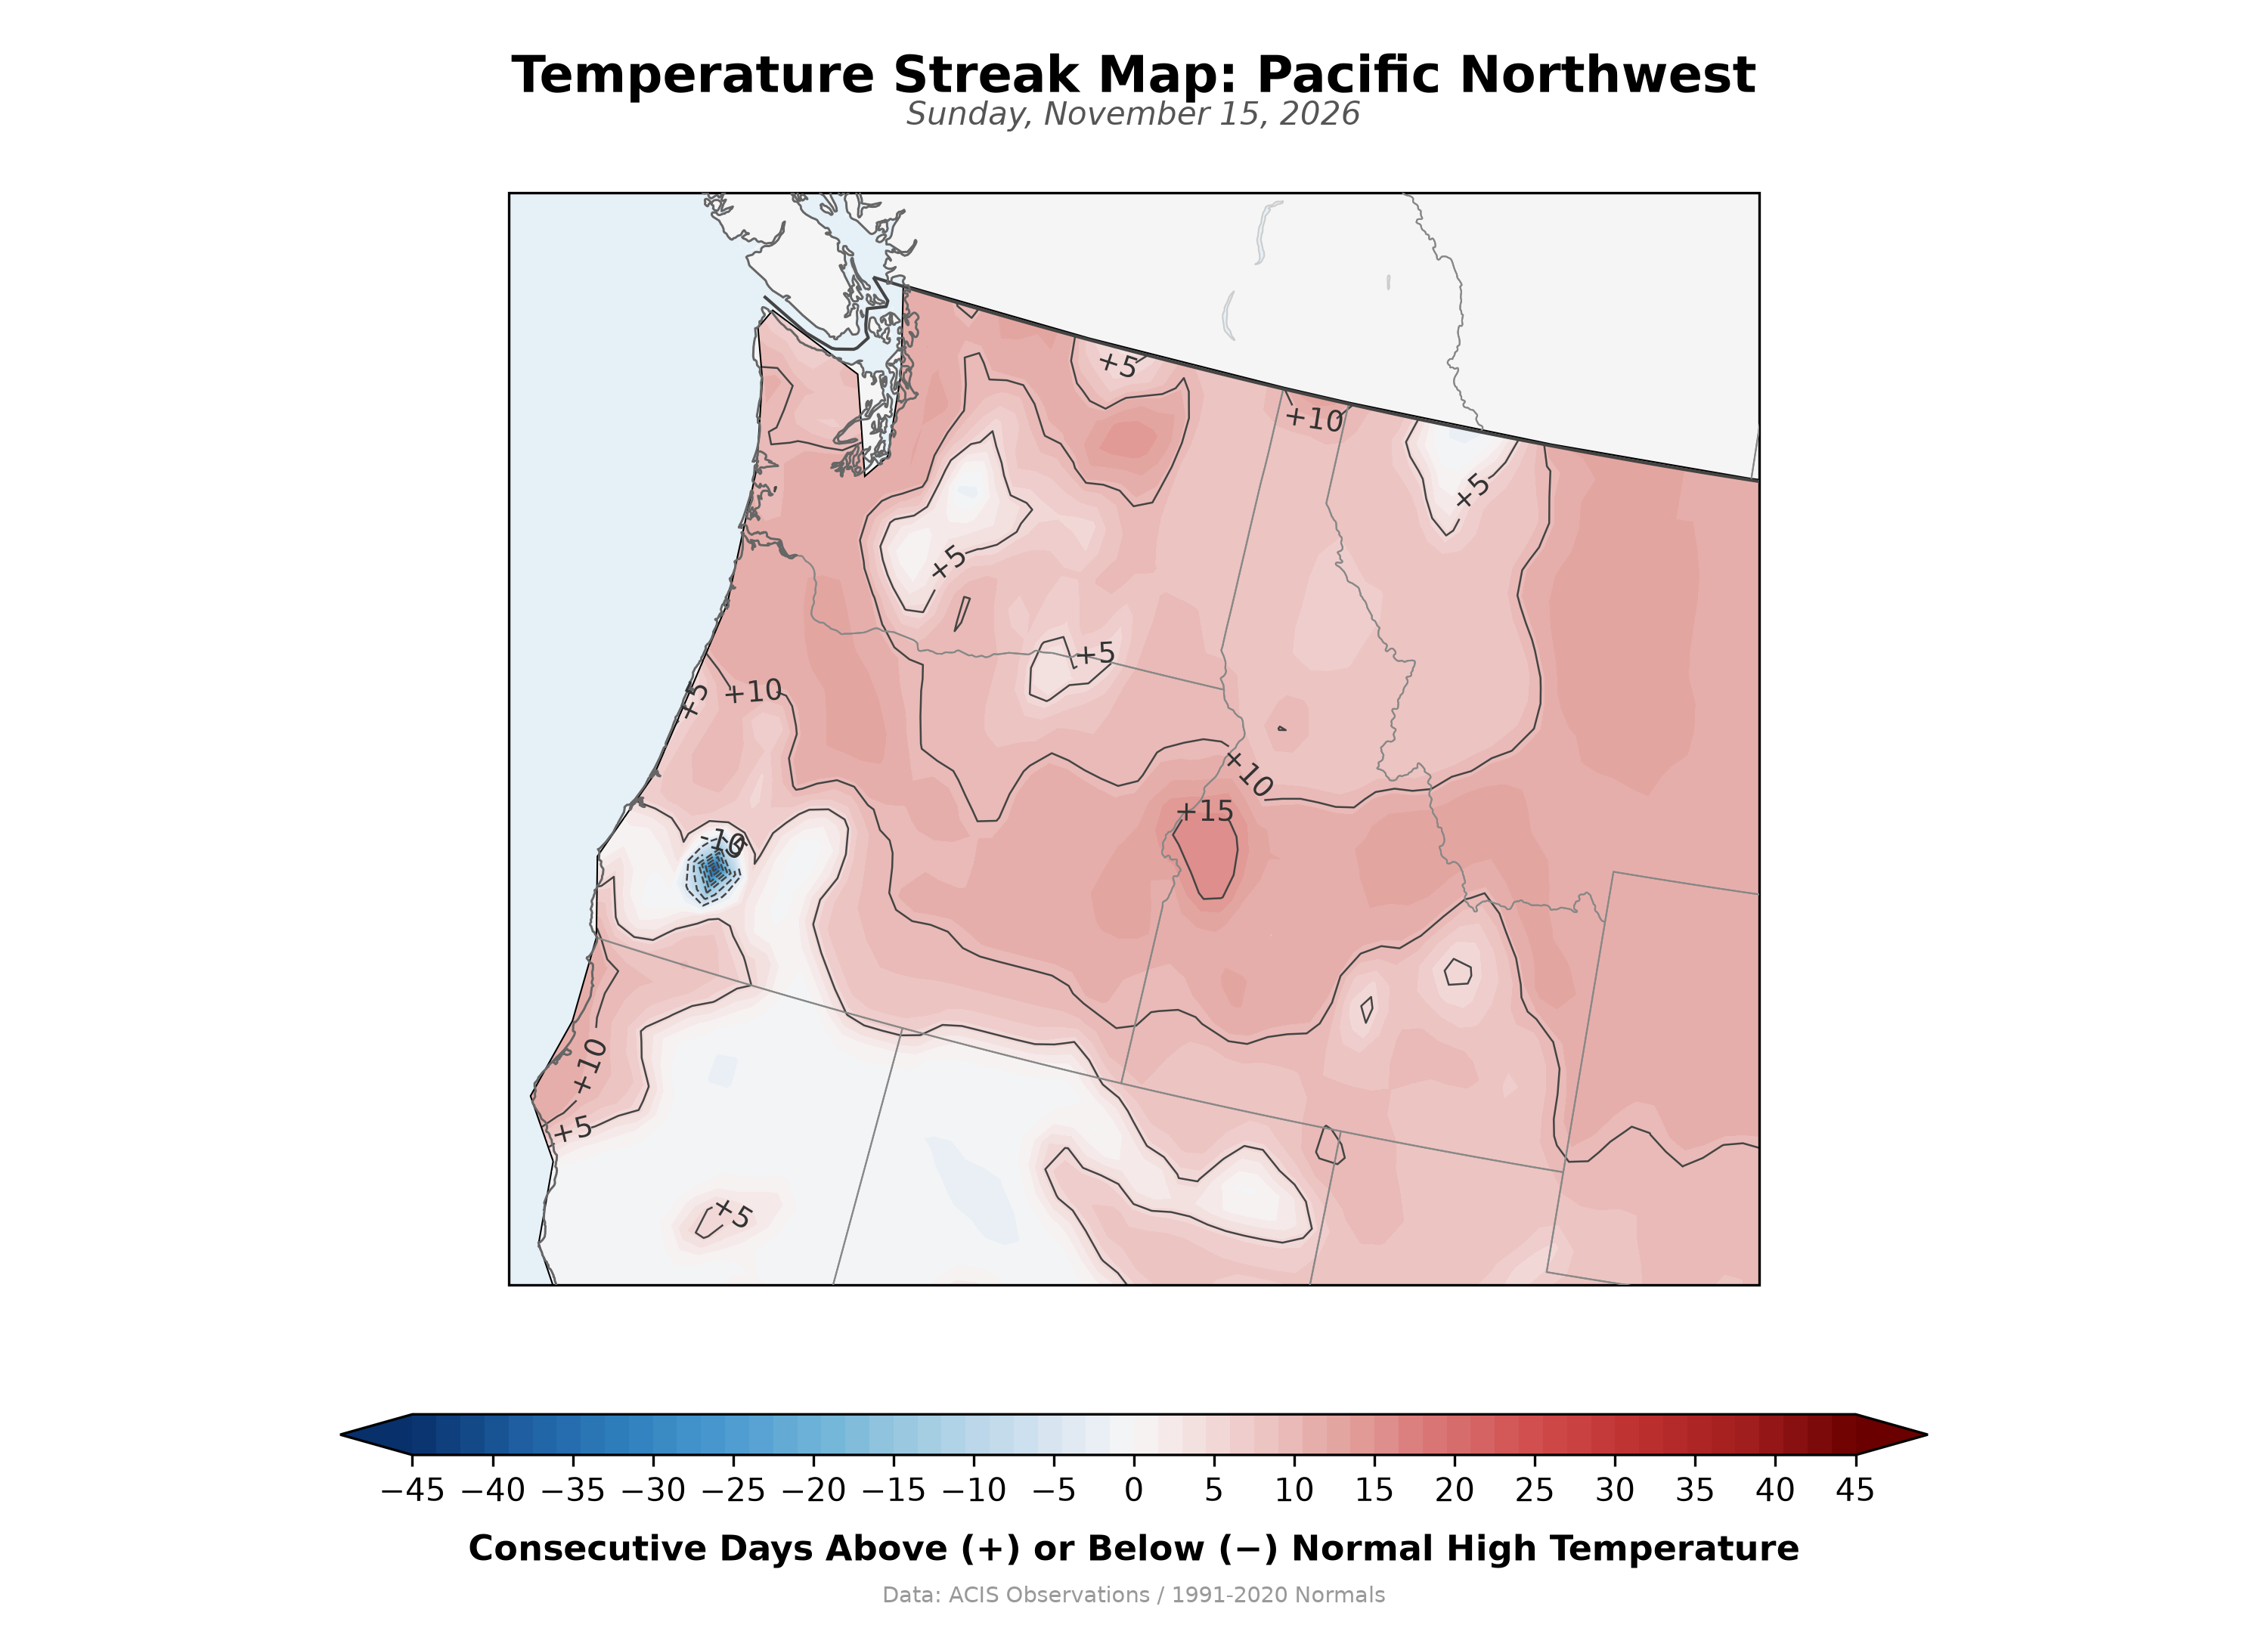 Temperature Streak Map: Pacific Northwest
Sunday, November 15, 2026
+5
+10
+5
+5
+5
+5
+10
+10
+15
-10
+10
+5
+5
−45 −40 −35 −30 −25 −20 −15 −10 −5 0 5 10 15 20 25 30 35 40 45
Consecutive Days Above (+) or Below (−) Normal High Temperature
Data: ACIS Observations / 1991-2020 Normals